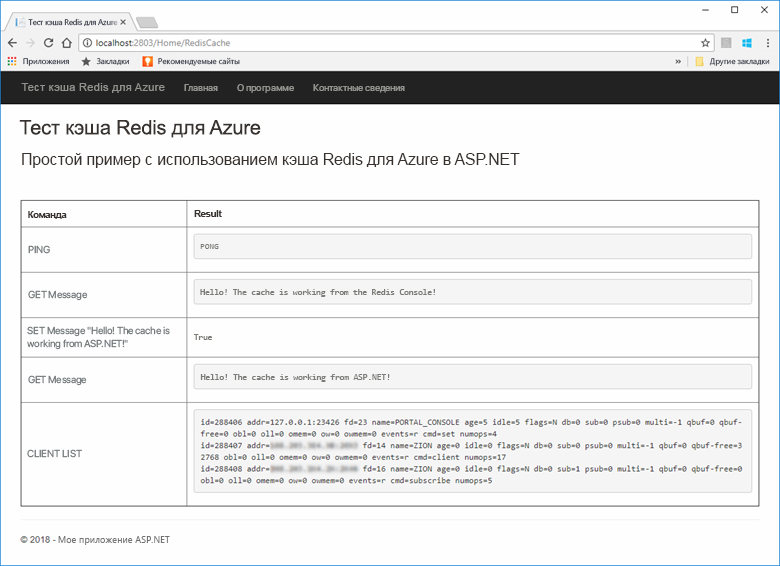 Тест кэша Redis для Azure
localhost:2803/Home/RedisCache
Приложения Закладки Рекомендуемые сайты » Другие закладки
Тест кэша Redis для Azure Главная О программе Контактные сведения
Тест кэша Redis для Azure
Простой пример с использованием кэша Redis для Azure в ASP.NET
Команда Result
PING PONG
GET Message Hello! The cache is working from the Redis Console!
SET Message "Hello! The cache is
working from ASP.NET!"
True
GET Message Hello! The cache is working from ASP.NET!
CLIENT LIST
id=288406 addr=127.0.0.1:23426 fd=23 name=PORTAL_CONSOLE age=5 idle=5 flags=N db=0 sub=0 psub=0 multi=-1 qbuf=0 qbuf-
free=0 obl=0 oll=0 omem=0 ow=0 owmem=0 events=r cmd=set numops=4
id=288407 addr= fd=14 name=ZION age=0 idle=0 flags=N db=0 sub=0 psub=0 multi=-1 qbuf=0 qbuf-free=3
2768 obl=0 oll=0 omem=0 ow=0 owmem=0 events=r cmd=client numops=17
id=288408 addr= fd=16 name=ZION age=0 idle=0 flags=N db=0 sub=1 psub=0 multi=-1 qbuf=0 qbuf-free=0
obl=0 oll=0 omem=0 ow=0 owmem=0 events=r cmd=subscribe numops=5
© 2018 - Мое приложение ASP.NET